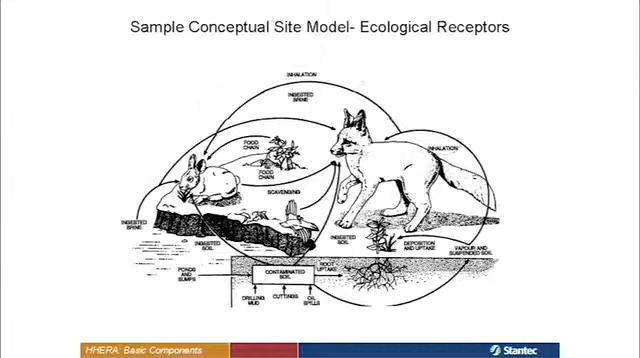 Sample Conceptual Site Model- Ecological Receptors
INHALATION
INGESTED
BRINE
FOOD
CHAIN
INHALATION
FOOD
CHAIN
SCAVENGING
INGESTED
BRINE
INGESTED
SOIL
INGESTED
SOIL
DEPOSITION
AND UPTAKE
VAPOUR AND
SUSPENDED SOIL
PONDS
AND
SUMPS
CONTAMINATED
SOIL
ROOT
UPTAKE
DRILLING
MUD
CUTTINGS
OIL
SPILLS
HHERA: Basic Components
Stantec